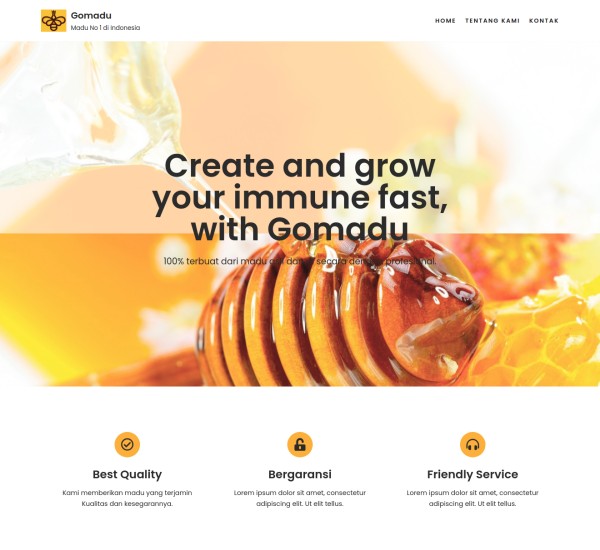 Gomadu
Madu No 1 di Indonesia
HOME TENTANG KAMI KONTAK
Create and grow
your immune fast,
with Gomadu
100% terbuat dari madu asli dan secara profesional.
Best Quality
Kami memberikan madu yang terjamin
Kualitas dan kesegarannya.
Bergaransi
Lorem ipsum dolor sit amet, consectetur
adipiscing elit. Ut elit tellus.
Friendly Service
Lorem ipsum dolor sit amet, consectetur
adipiscing elit. Ut elit tellus.